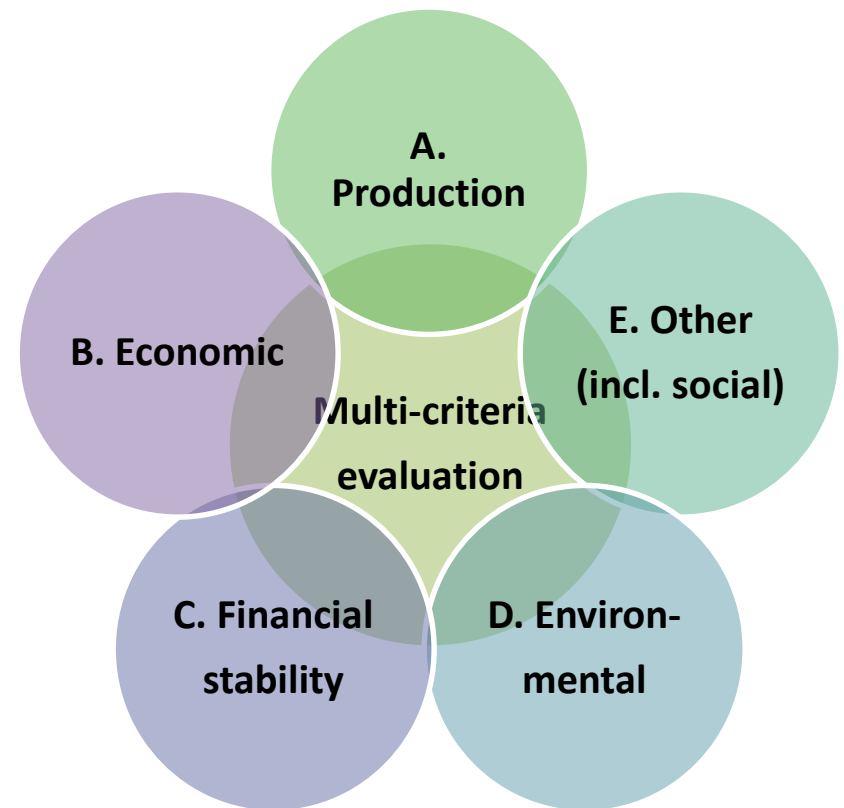 A.
Production
B. Economic
E. Other
(incl. social)
Multi-criteria
evaluation
C. Financial
stability
D. Environ-
mental